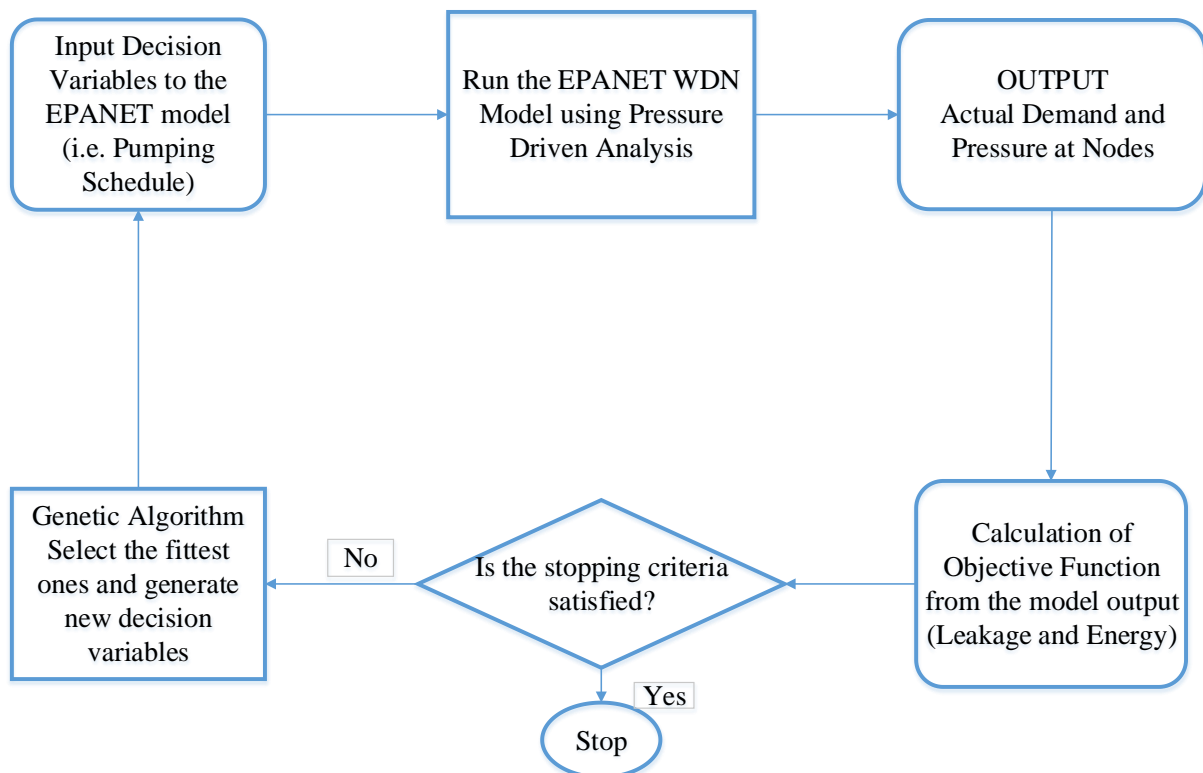 Input Decision
Variables to the
EPANET model
(i.e. Pumping
Schedule)
Run the EPANET WDN
Model using Pressure
Driven Analysis
OUTPUT
Actual Demand and
Pressure at Nodes
Calculation of
Objective Function
from the model output
(Leakage and Energy)
Is the stopping criteria
satisfied?
No
Genetic Algorithm
Select the fittest
ones and generate
new decision
variables
Yes
Stop